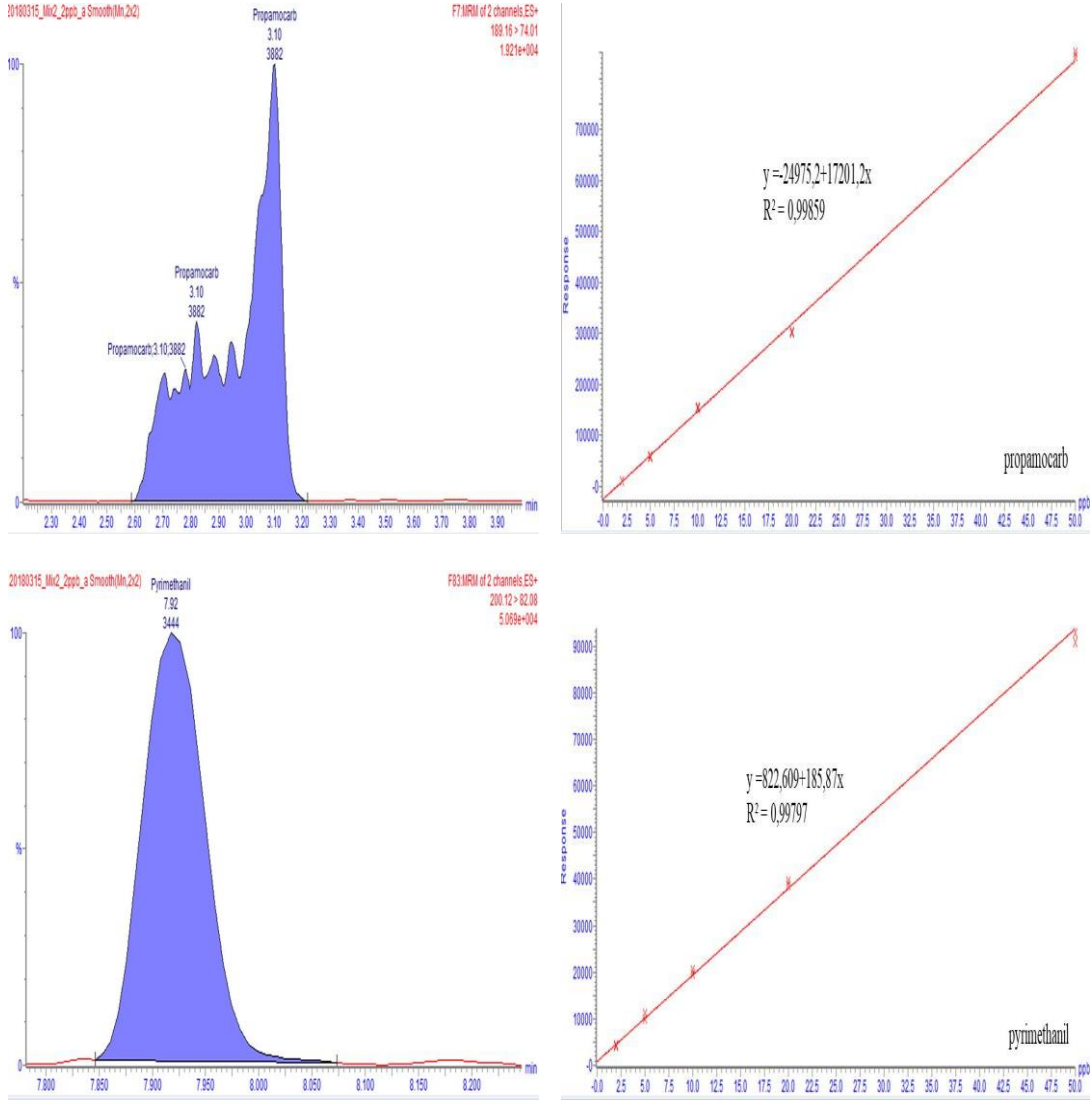 20180315_Mix2_2ppb_a Smooth(Mn,2x2)
F7:MRM of 2 channels,ES+
189.16 > 74.01
1.921e+004
Propamocarb
3.10
3882
100
Propamocarb
3.10
3882
Propamocarb;3.10;3882
%
0
2.30 2.40 2.50 2.60 2.70 2.80 2.90 3.00 3.10 3.20 3.30 3.40 3.50 3.60 3.70 3.80 3.90 min
700000
600000
500000
400000
300000
200000
100000
-0
Response
y =-24975,2+17201,2x
R² = 0,99859
propamocarb
-0.0 2.5 5.0 7.5 10.0 12.5 15.0 17.5 20.0 22.5 25.0 27.5 30.0 32.5 35.0 37.5 40.0 42.5 45.0 47.5 50.0 ppb
20180315_Mix2_2ppb_a Smooth(Mn,2x2)
F83:MRM of 2 channels,ES+
200.12 > 82.08
5.069e+004
Pyrimethanil
7.92
3444
100
%
0
7.800 7.850 7.900 7.950 8.000 8.050 8.100 8.150 8.200 min
90000
80000
70000
60000
50000
40000
30000
20000
10000
-0
Response
y =822,609+185,87x
R² = 0,99797
pyrimethanil
-0.0 2.5 5.0 7.5 10.0 12.5 15.0 17.5 20.0 22.5 25.0 27.5 30.0 32.5 35.0 37.5 40.0 42.5 45.0 47.5 50.0 ppb